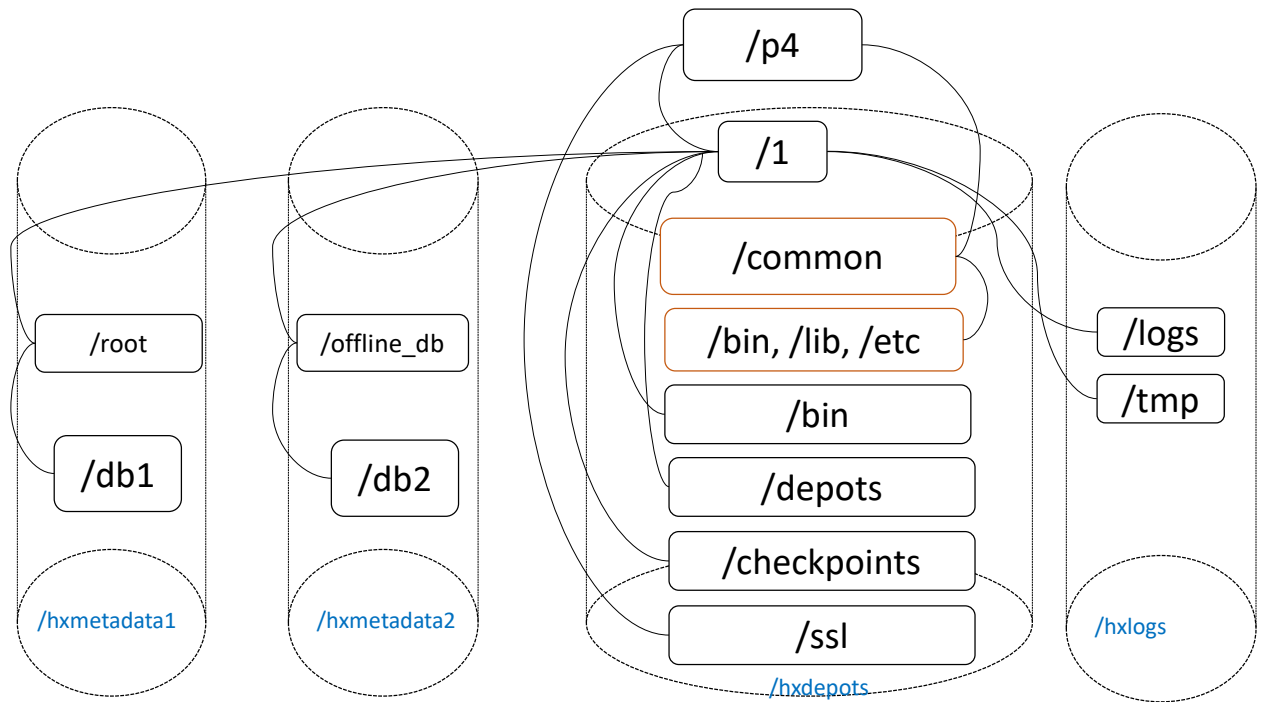 /p4
/1
/common
/root
/offline_db
/bin, /lib, /etc
/logs
/tmp
/bin
/db1
/db2
/depots
/checkpoints
/hxmetadata1
/hxmetadata2
/ssl
/hxlogs
/hxdepots